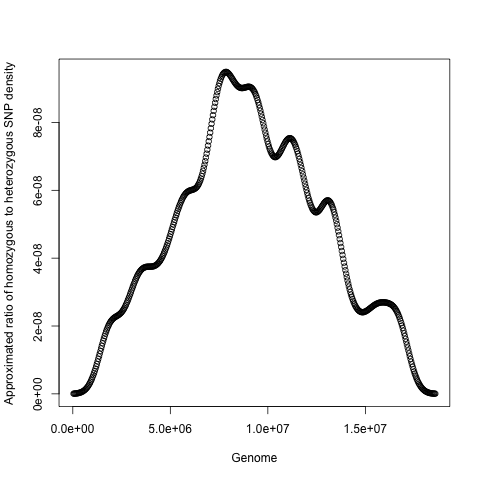 Approximated ratio of homozygous to heterozygous SNP density
8e-08
6e-08
4e-08
2e-08
0e+00
0.0e+00 5.0e+06 1.0e+07 1.5e+07
Genome